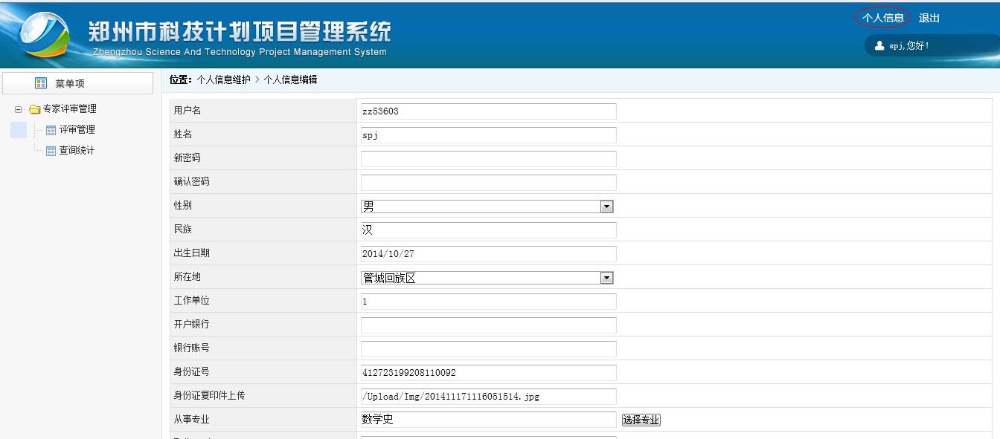 郑州市科技计划项目管理系统
Zhengzhou Science And Technology Project Management System
个人信息 退出
spj,您好!
菜单项
专家评审管理
评审管理
查询统计
位置: 个人信息维护 > 个人信息编辑
用户名 zz53603
姓名 spj
新密码
确认密码
性别 男
民族 汉
出生日期 2014/10/27
所在地 管城回族区
工作单位 1
开户银行
银行账号
身份证号 412723199208110092
身份证复印件上传 /Upload/Img/201411171116051514.jpg
从事专业 数学史 选择专业